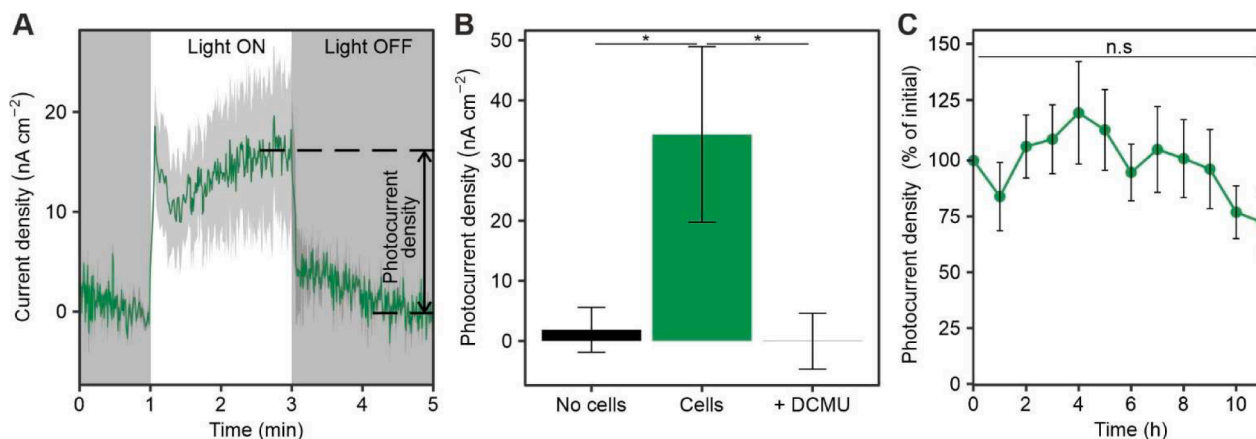 A
Light ON
Light OFF
Current density (nA cm⁻²)
20
10
0
Photocurrent
density
0
1
2
3
4
5
Time (min)
B
Photocurrent density (nA cm⁻²)
50
40
30
20
10
0
*
*
No cells
Cells
+ DCMU
C
Photocurrent density (% of initial)
150
125
100
75
50
25
0
n.s
0
2
4
6
8
10
Time (h)